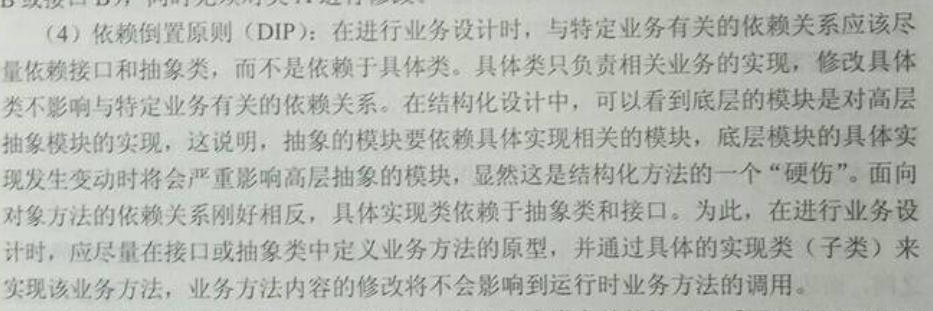 （4）依赖倒置原则（DIP）：在进行业务设计时，与特定业务有关的依赖关系应该尽
量依赖接口和抽象类，而不是依赖于具体类。具体类只负责相关业务的实现，修改具体
类不影响与特定业务有关的依赖关系。在结构化设计中，可以看到底层的模块是对高层
抽象模块的实现，这说明，抽象的模块要依赖具体实现相关的模块，底层模块的具体实
现发生变动时将会严重影响高层抽象的模块，显然这是结构化方法的一个“硬伤”。面向
对象方法的依赖关系刚好相反，具体实现类依赖于抽象类和接口。为此，在进行业务设
计时，应尽量在接口或抽象类中定义业务方法的原型，并通过具体的实现类（子类）来
实现该业务方法，业务方法内容的修改将不会影响到运行时业务方法的调用。